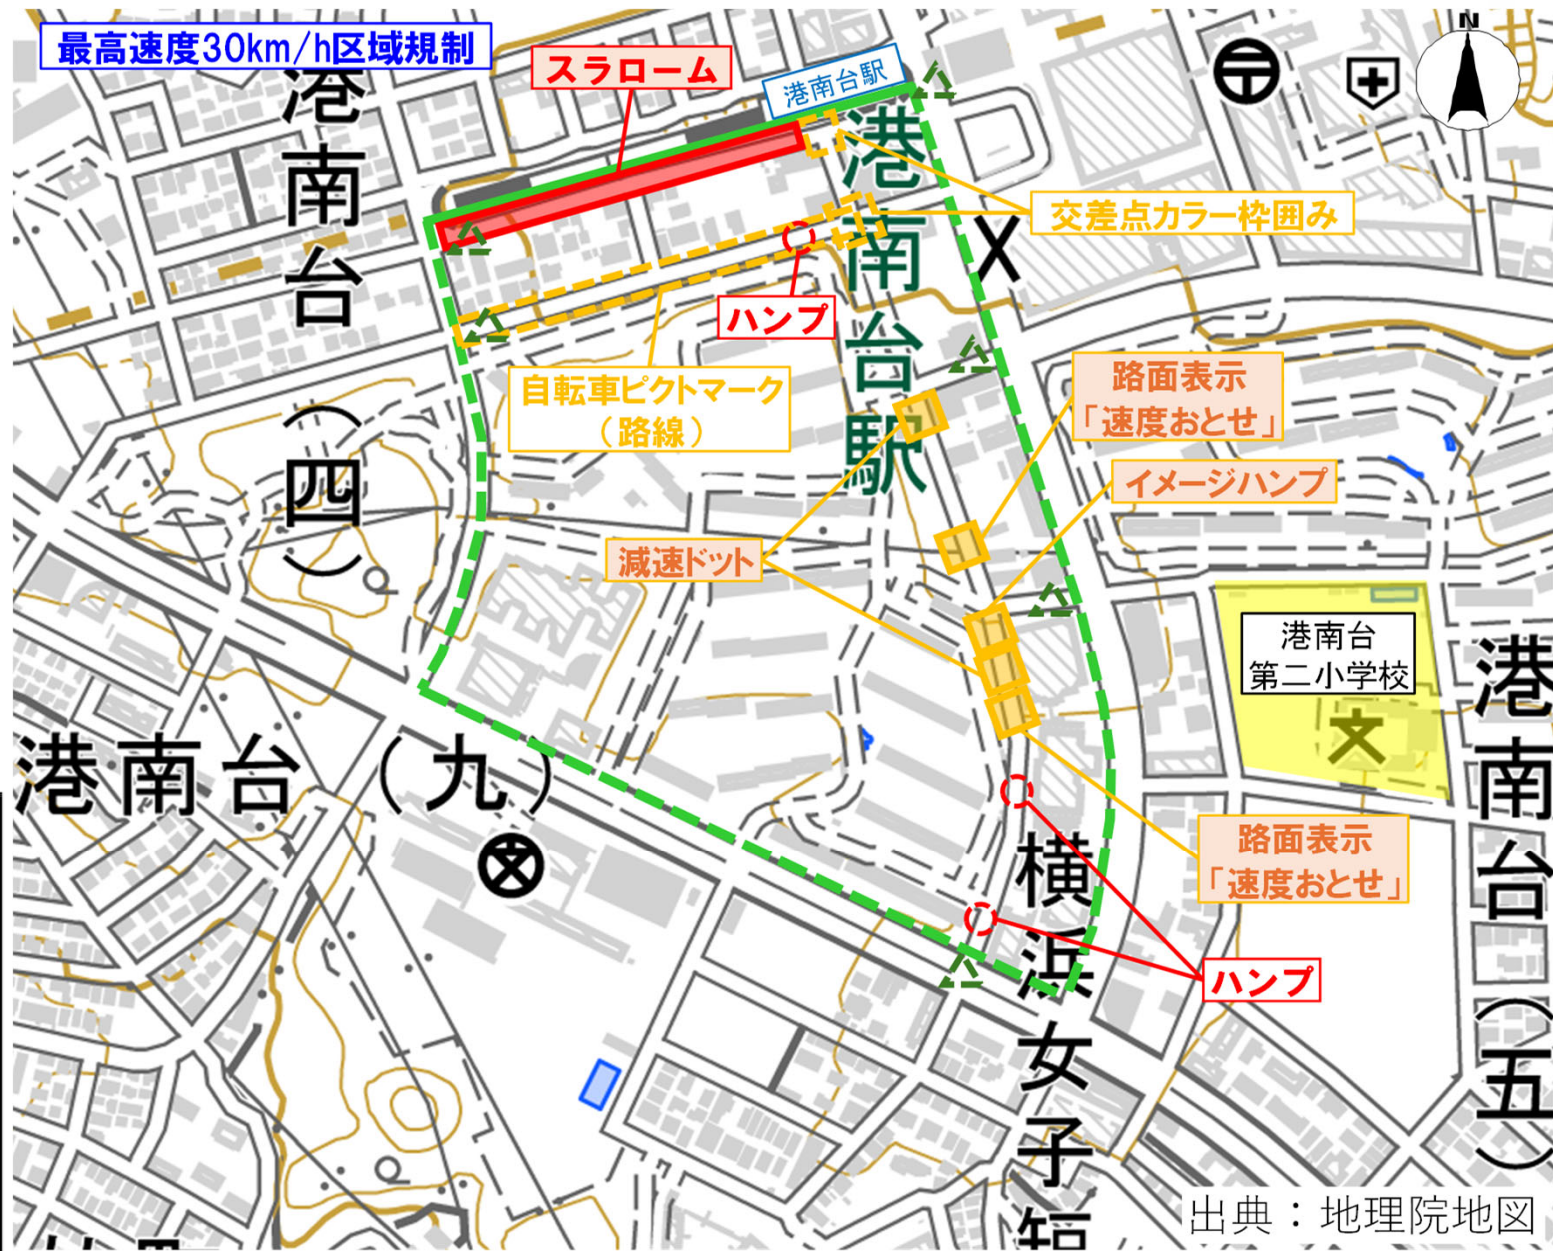 最高速度30km/h区域規制
スラローム
港南台駅
N
港南台(四)
港南台駅
交差点カラー枠囲み
ハンプ
自転車ピクトマーク
(路線)
路面表示
「速度おとせ」
イメージハンプ
減速ドット
港南台
第二小学校
文
港南台(九)
港南台(五)
路面表示
「速度おとせ」
横浜女子短
ハンプ
出典：地理院地図